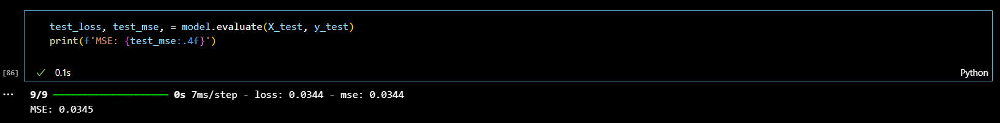 test_loss, test_mse, = model.evaluate(X_test, y_test)
print(f'MSE: {test_mse:.4f}')
[86] ✓ 0.1s Python
... 9/9 ━━━━━━━━━━━━━━━━━━━━ 0s 7ms/step - loss: 0.0344 - mse: 0.0344
MSE: 0.0345